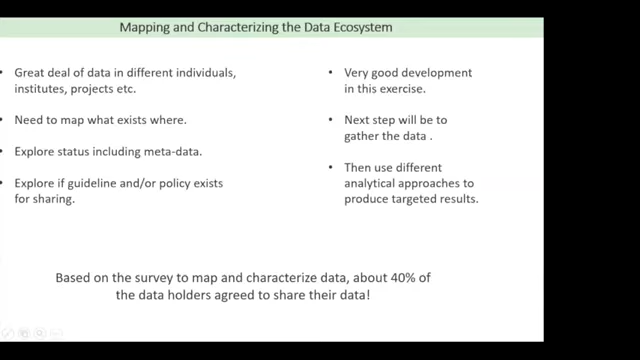 Mapping and Characterizing the Data Ecosystem
• Great deal of data in different individuals,
institutes, projects etc.
• Need to map what exists where.
• Explore status including meta-data.
• Explore if guideline and/or policy exists
for sharing.
• Very good development
in this exercise.
• Next step will be to
gather the data .
• Then use different
analytical approaches to
produce targeted results.
Based on the survey to map and characterize data, about 40% of
the data holders agreed to share their data!